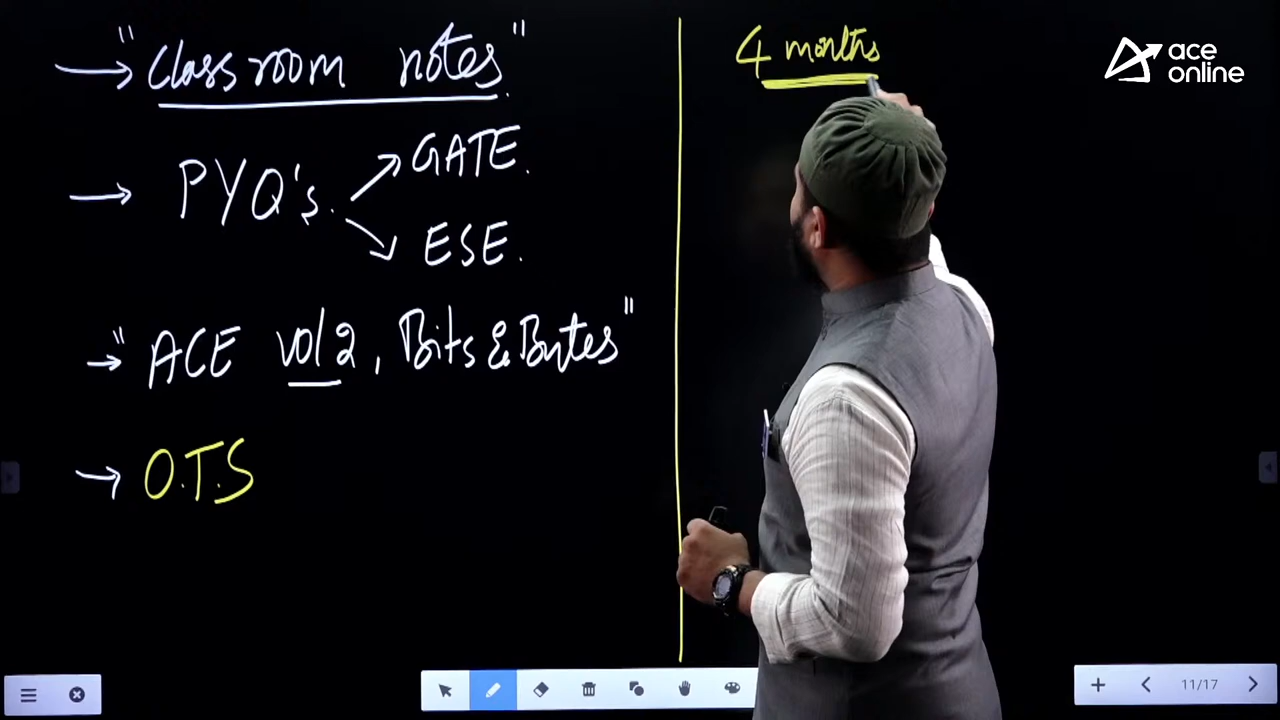 → "Classroom notes."
→ PYQ's. → GATE.
→ ESE.
→ "ACE vol 2, Bits & Bytes"
→ O.T.S
4 months
ace
online
11/17